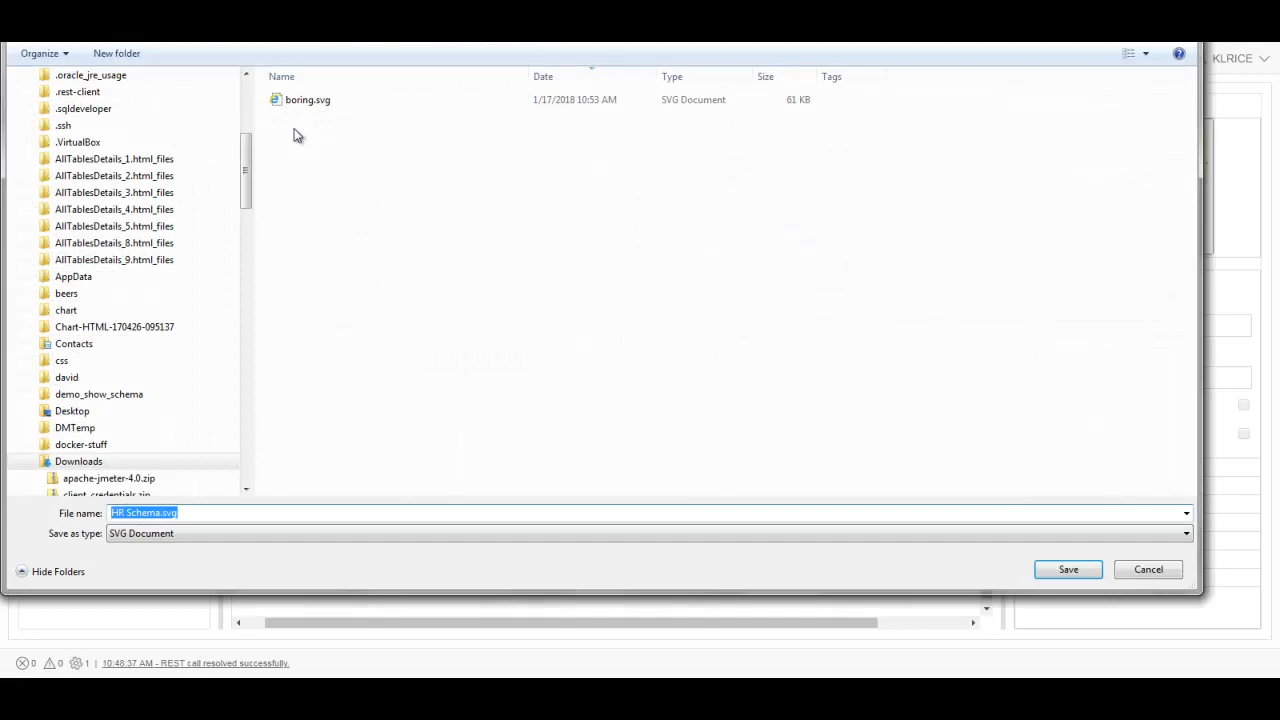 Organize
New folder
KLRICE
.oracle_jre_usage
.rest-client
.sqldeveloper
.ssh
.VirtualBox
AllTablesDetails_1.html_files
AllTablesDetails_2.html_files
AllTablesDetails_3.html_files
AllTablesDetails_4.html_files
AllTablesDetails_5.html_files
AllTablesDetails_8.html_files
AllTablesDetails_9.html_files
AppData
beers
chart
Chart-HTML-170426-095137
Contacts
css
david
demo_show_schema
Desktop
DMTemp
docker-stuff
Downloads
apache-jmeter-4.0.zip
client_credentials.zip
Name Date Type Size Tags
boring.svg 1/17/2018 10:53 AM SVG Document 61 KB
File name: HR Schema.svg
Save as type: SVG Document
Hide Folders
Save
Cancel
0 0 1 | 10:48:37 AM - REST call resolved successfully.